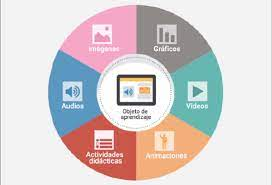 Imágenes
Gráficos
Audios
Objeto de
aprendizaje
Videos
Actividades
didácticas
Animaciones